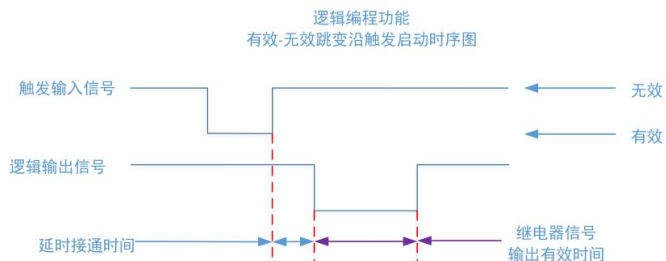 逻辑编程功能
有效-无效跳变沿触发启动时序图
触发输入信号
无效
有效
逻辑输出信号
延时接通时间
继电器信号
输出有效时间